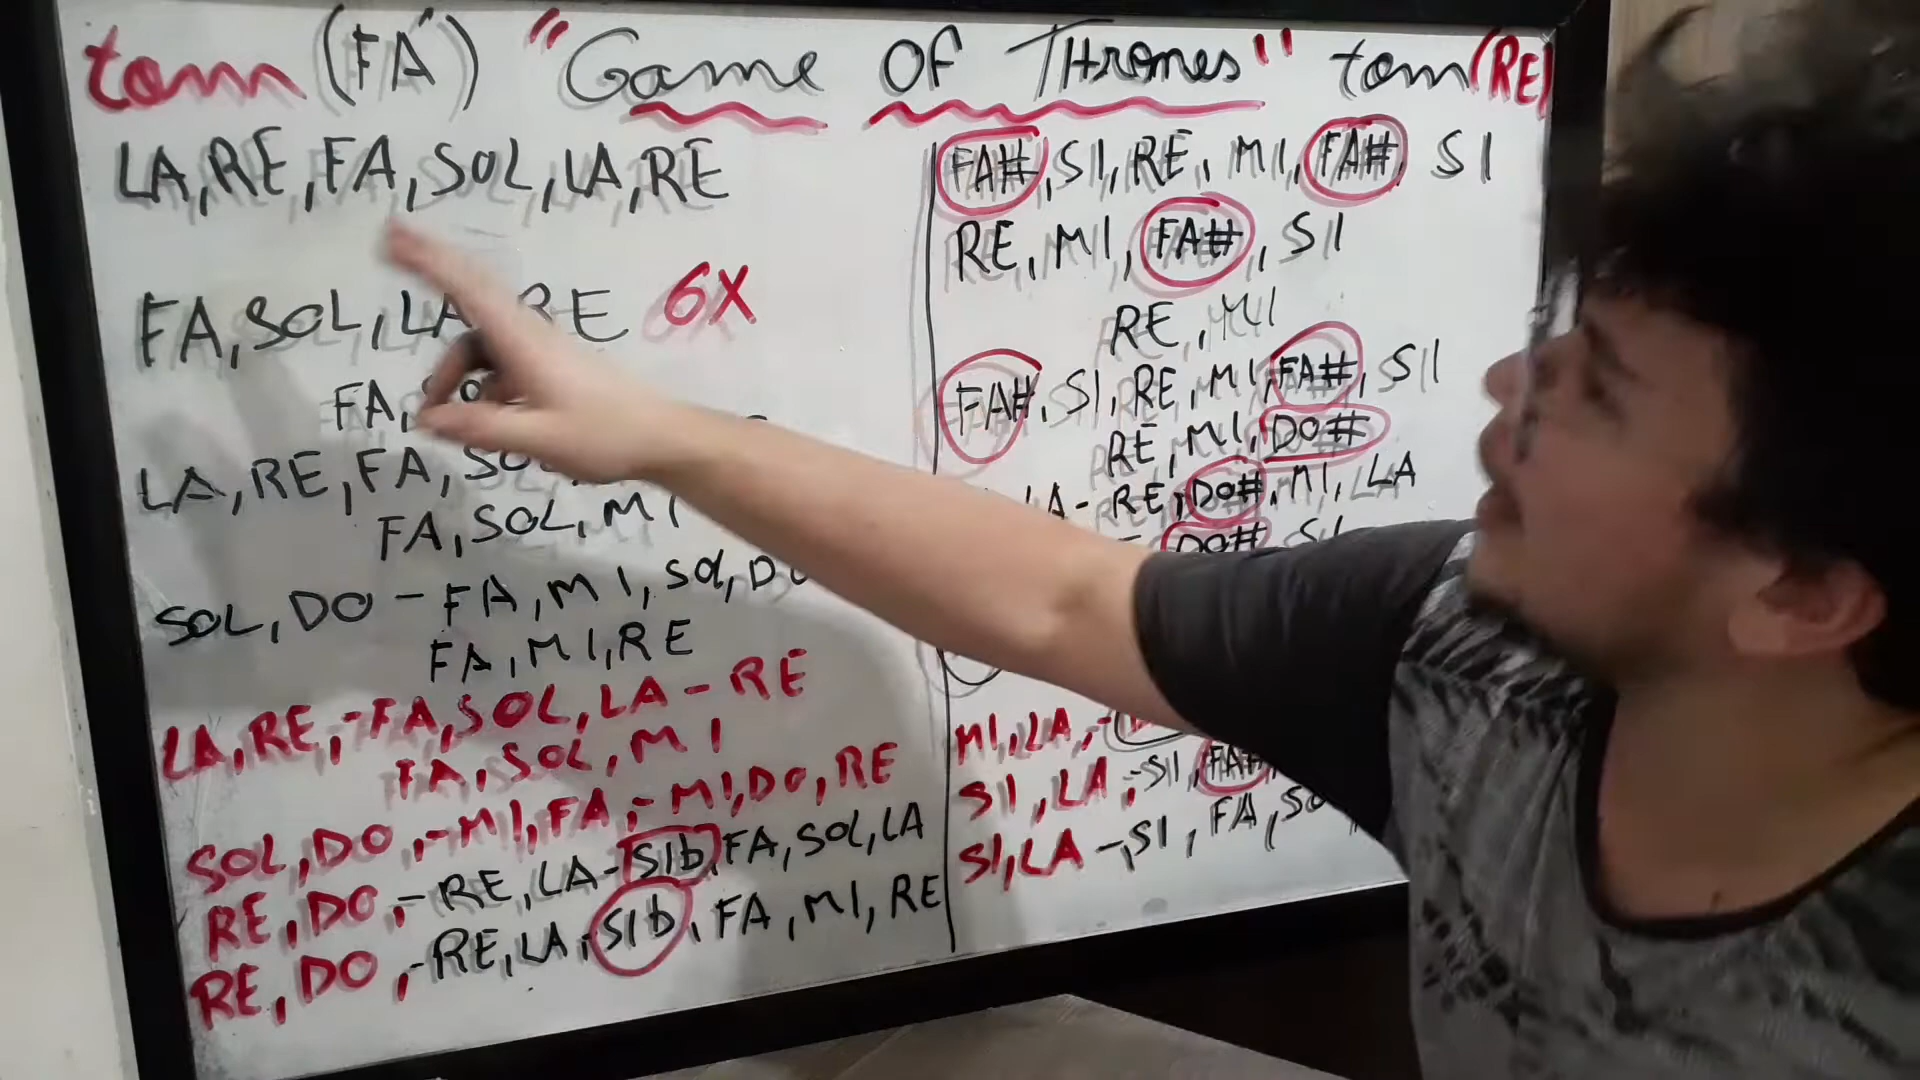 tom (FÁ) "Game OF THrones" tom (RE)
LA, RE, FA, SOL, LA, RE
FA, SOL, LA, RE 6X
FA,
LA, RE, FA, SOL
FA, SOL, MI
SOL, DO - FA, MI, SOL, DO
FA, MI, RE
LA, RE, - FA, SOL, LA - RE
FA, SOL, MI
SOL, DO, - MI, FA, - MI, DO, RE
RE, DO, - RE, LA - SIb, FA, SOL, LA
RE, DO, - RE, LA, - SIb, FA, MI, RE
FA#, SI, RE, MI, FA#, SI
RE, MI, FA#, SI
RE, MI
FA#, SI, RE, MI, FA#, SI
RE, MI, DO#
LA - RE, DO#, MI, LA
DO# SI
MI, LA, -
SI, LA, - SI, FA#
SI, LA -, SI, FA, SO